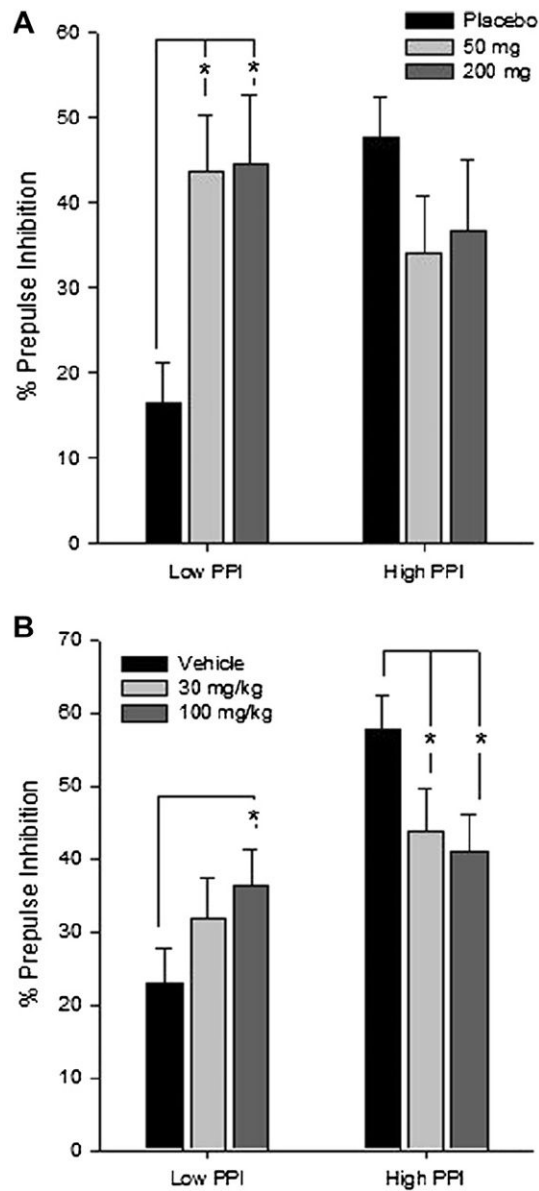 A
Placebo
50 mg
200 mg
% Prepulse Inhibition
60
50
40
30
20
10
0
* *
Low PPI High PPI
B
Vehicle
30 mg/kg
100 mg/kg
% Prepulse Inhibition
70
60
50
40
30
20
10
0
* * *
Low PPI High PPI